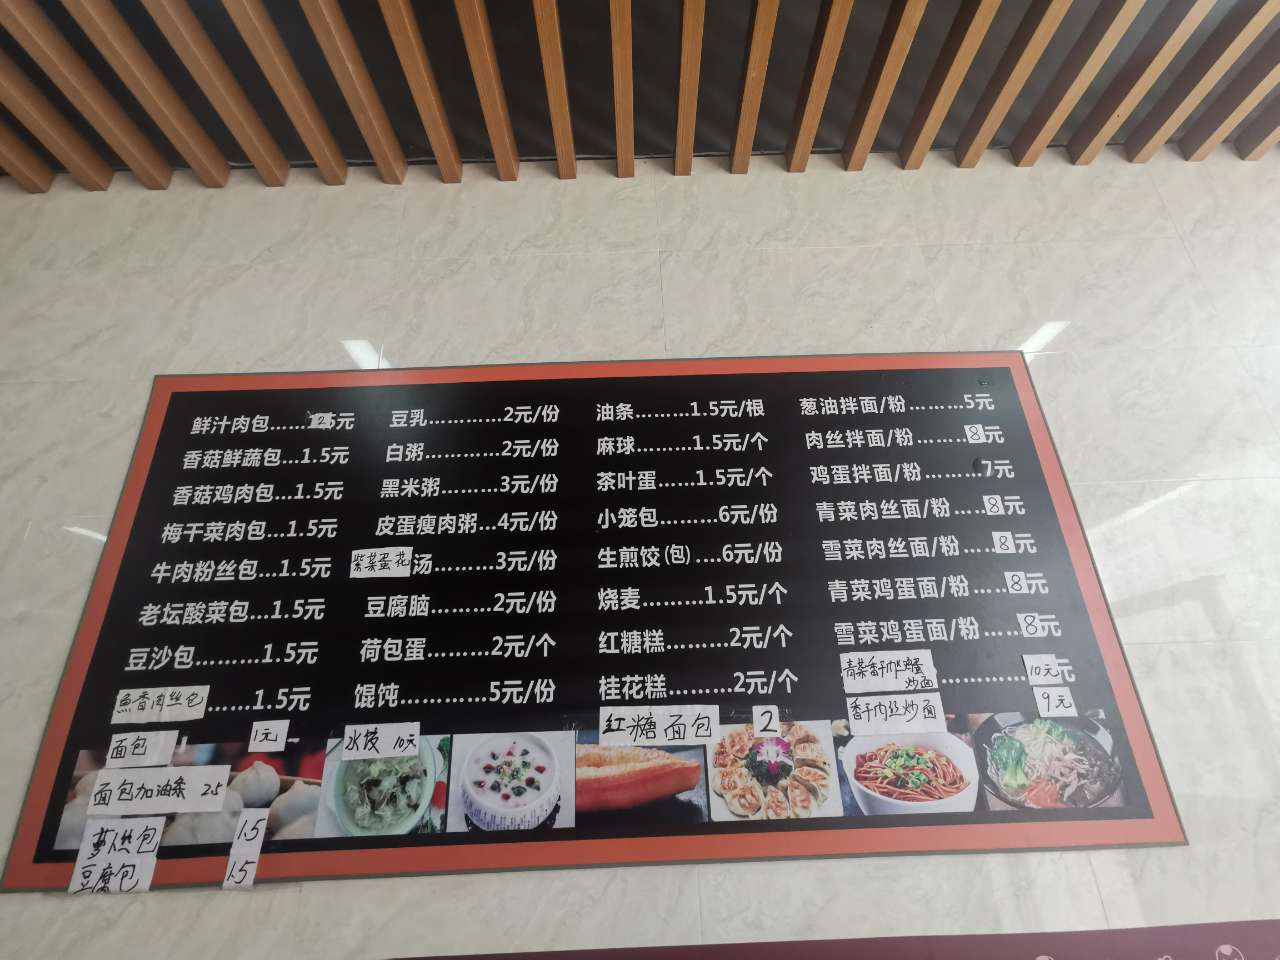 鲜汁肉包......2元
香菇鲜蔬包...1.5元
香菇鸡肉包...1.5元
梅干菜肉包...1.5元
牛肉粉丝包...1.5元
老坛酸菜包...1.5元
豆沙包.........1.5元
魚香肉丝包......1.5元
面包 1元
面包加油条 2.5
萝卜丝包 1.5
豆腐包 1.5
豆乳............2元/份
白粥............2元/份
黑米粥.........3元/份
皮蛋瘦肉粥...4元/份
紫菜蛋花汤.........3元/份
豆腐脑.........2元/份
荷包蛋.........2元/个
馄饨............5元/份
水饺 10元
油条.........1.5元/根
麻球.........1.5元/个
茶叶蛋......1.5元/个
小笼包.........6元/份
生煎饺(包)....6元/份
烧麦.........1.5元/个
红糖糕.........2元/个
桂花糕.........2元/个
红糖面包 2
葱油拌面/粉.........5元
肉丝拌面/粉........8元
鸡蛋拌面/粉.........7元
青菜肉丝面/粉.....8元
雪菜肉丝面/粉.....8元
青菜鸡蛋面/粉.....8元
雪菜鸡蛋面/粉......8元
炒面...............10元
香干肉丝炒面 9元